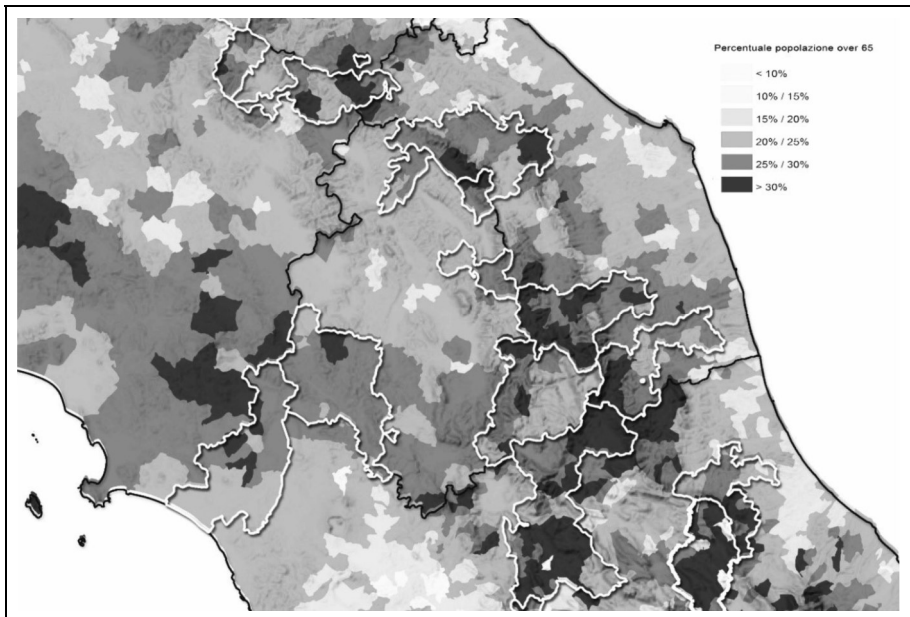 Percentuale popolazione over 65
< 10%
10% / 15%
15% / 20%
20% / 25%
25% / 30%
> 30%